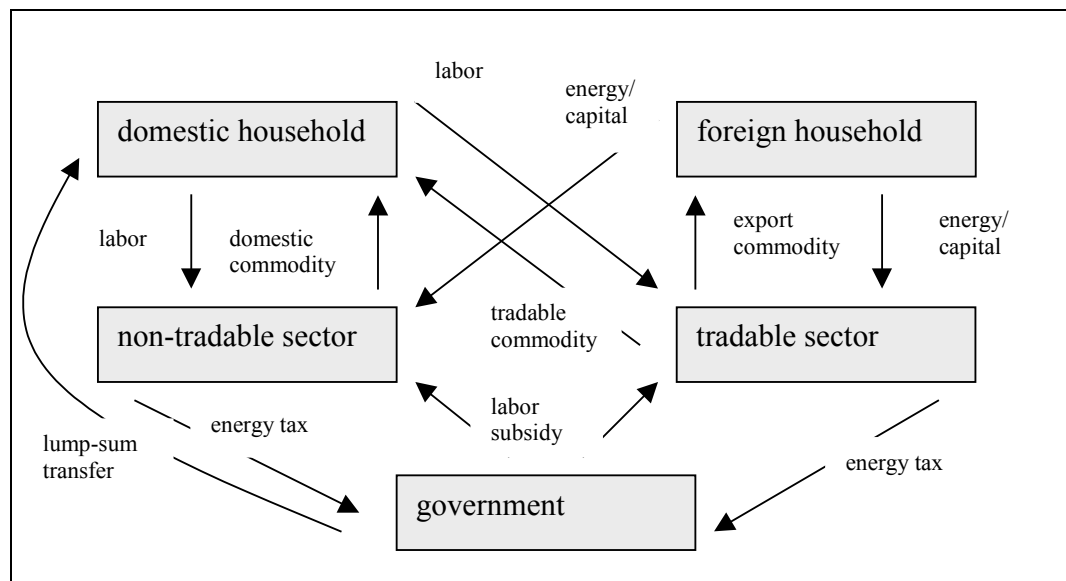 labor
energy/
capital
domestic household
foreign household
labor
domestic
commodity
export
commodity
energy/
capital
non-tradable sector
tradable
commodity
tradable sector
labor
subsidy
energy tax
lump-sum
transfer
energy tax
government